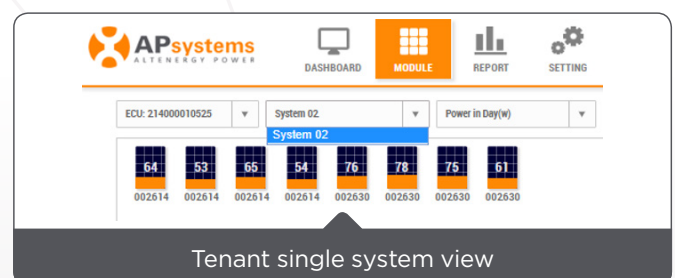 APsystems
ALTENERGY POWER
DASHBOARD MODULE REPORT SETTING
ECU: 214000010525 System 02 Power in Day(w)
System 02
64 53 65 54 76 78 75 61
002614 002614 002614 002614 002630 002630 002630 002630
Tenant single system view